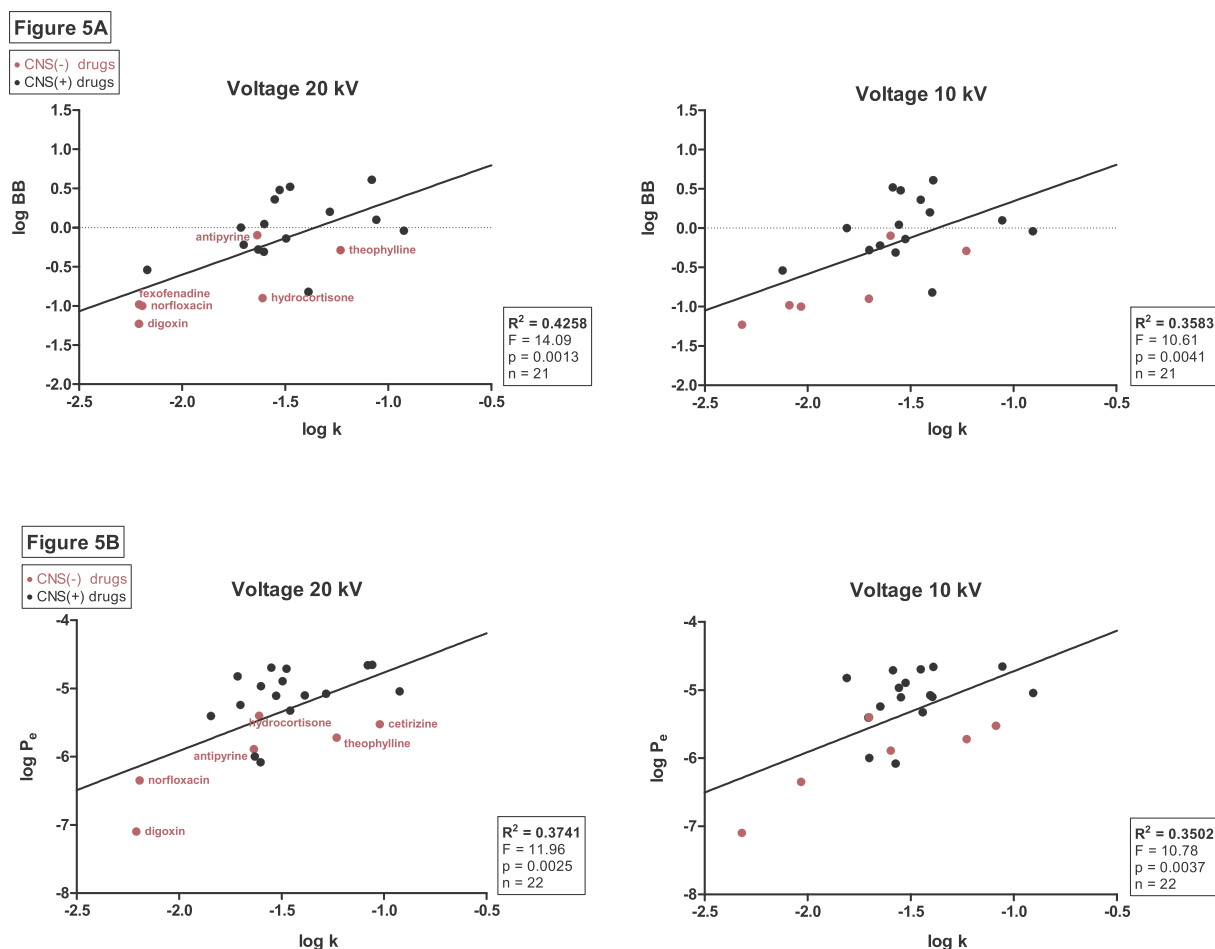 Figure 5A
CNS(-) drugs
CNS(+) drugs
Voltage 20 kV
1.5
1.0
0.5
0.0
-0.5
-1.0
-1.5
-2.0
log BB
antipyrine
theophylline
fexofenadine
norfloxacin
hydrocortisone
digoxin
R² = 0.4258
F = 14.09
p = 0.0013
n = 21
-2.5
-2.0
-1.5
-1.0
-0.5
log k
Voltage 10 kV
1.5
1.0
0.5
0.0
-0.5
-1.0
-1.5
-2.0
log BB
R² = 0.3583
F = 10.61
p = 0.0041
n = 21
-2.5
-2.0
-1.5
-1.0
-0.5
log k
Figure 5B
CNS(-) drugs
CNS(+) drugs
Voltage 20 kV
-4
-5
-6
-7
-8
log Pe
hydrocortisone
cetirizine
theophylline
antipyrine
norfloxacin
digoxin
R² = 0.3741
F = 11.96
p = 0.0025
n = 22
-2.5
-2.0
-1.5
-1.0
-0.5
log k
Voltage 10 kV
-4
-5
-6
-7
-8
log Pe
R² = 0.3502
F = 10.78
p = 0.0037
n = 22
-2.5
-2.0
-1.5
-1.0
-0.5
log k